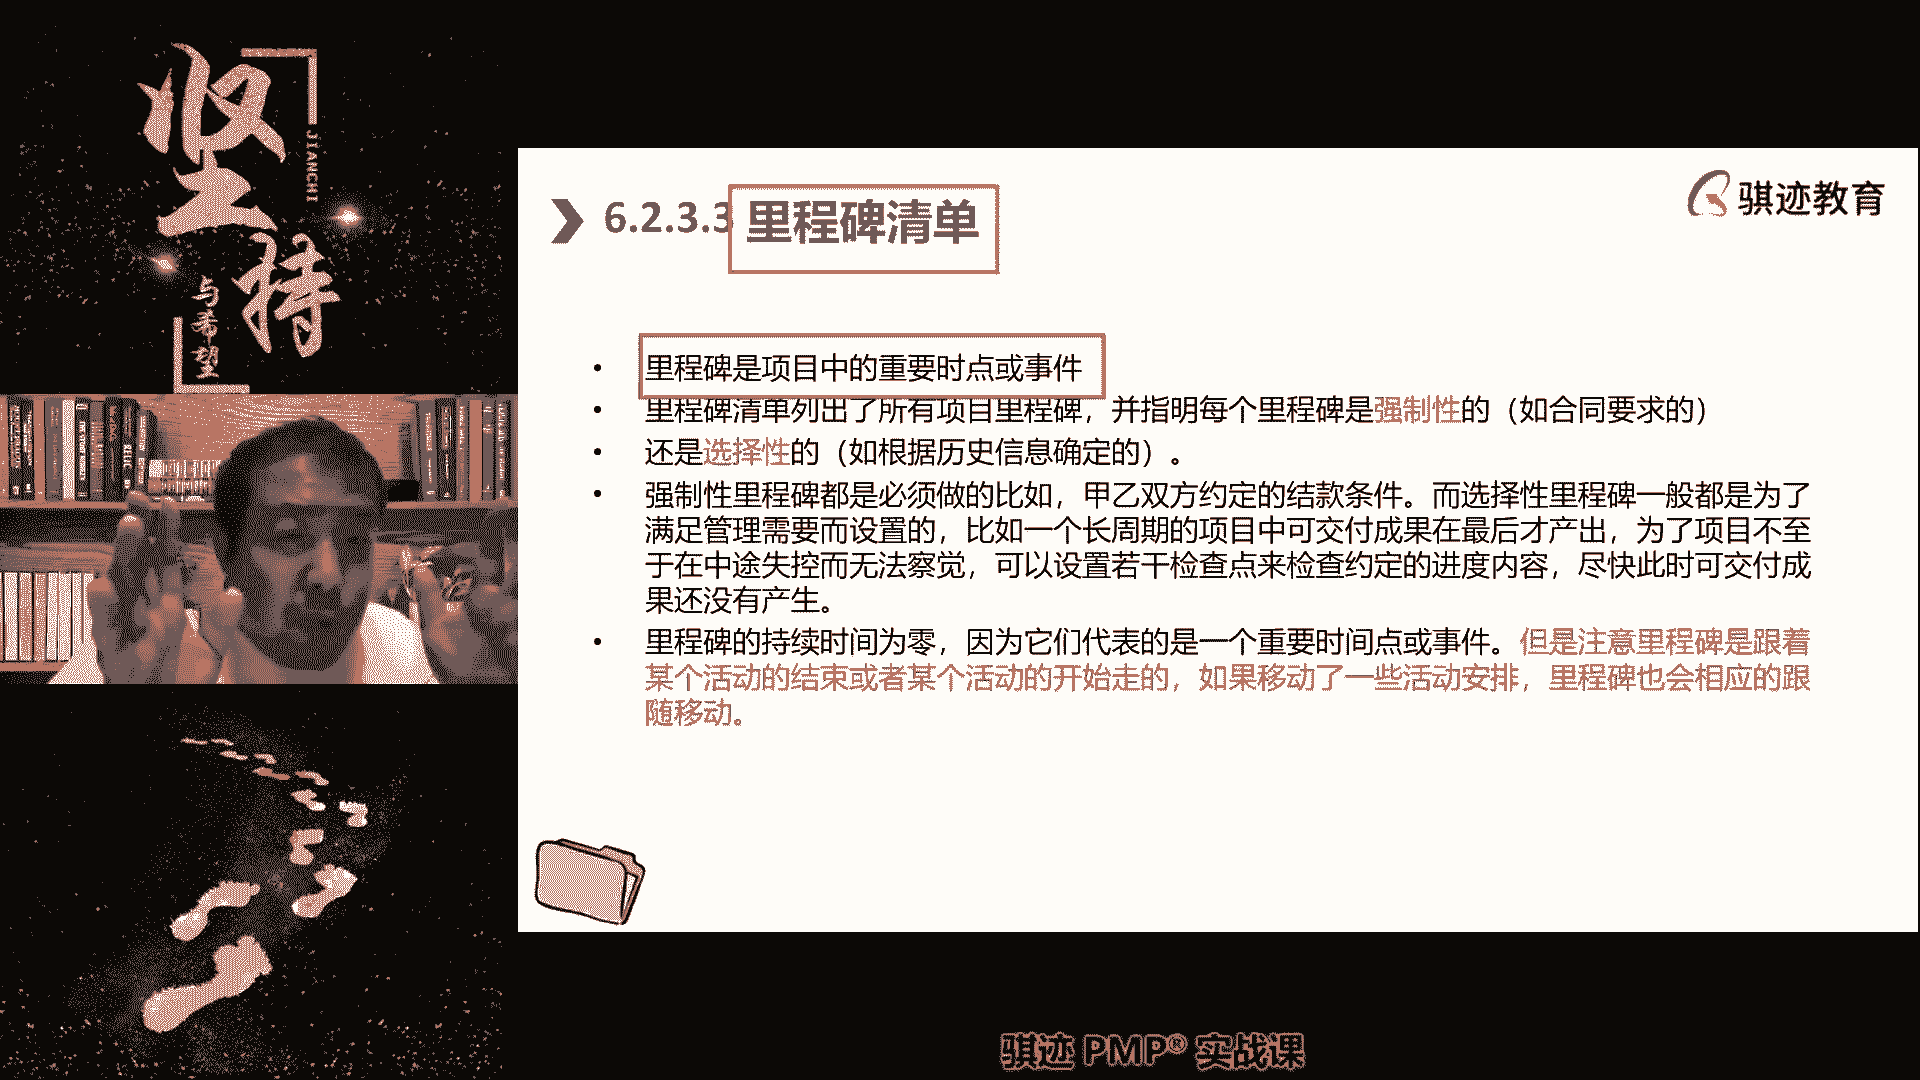 坚持
JIANCHI
与希望
骐迹教育
6.2.3.3 里程碑清单
• 里程碑是项目中的重要时点或事件
• 里程碑清单列出了所有项目里程碑，并指明每个里程碑是强制性的（如合同要求的）
• 还是选择性的（如根据历史信息确定的）。
• 强制性里程碑都是必须做的比如，甲乙双方约定的结款条件。而选择性里程碑一般都是为了
满足管理需要而设置的，比如一个长周期的项目中可交付成果在最后才产出，为了项目不至
于在中途失控而无法察觉，可以设置若干检查点来检查约定的进度内容，尽快此时可交付成
果还没有产生。
• 里程碑的持续时间为零，因为它们代表的是一个重要时间点或事件。但是注意里程碑是跟着
某个活动的结束或者某个活动的开始走的，如果移动了一些活动安排，里程碑也会相应的跟
随移动。
骐迹 PMP® 实战课